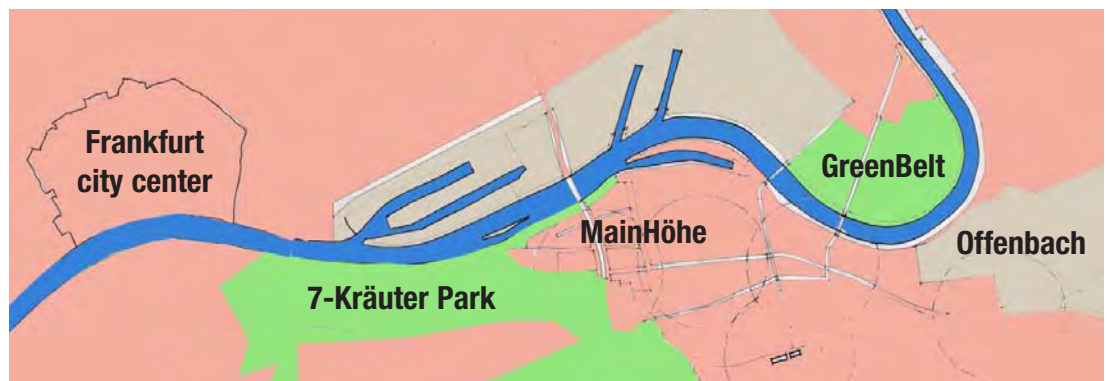 Frankfurt
city center
GreenBelt
MainHöhe
Offenbach
7-Kräuter Park